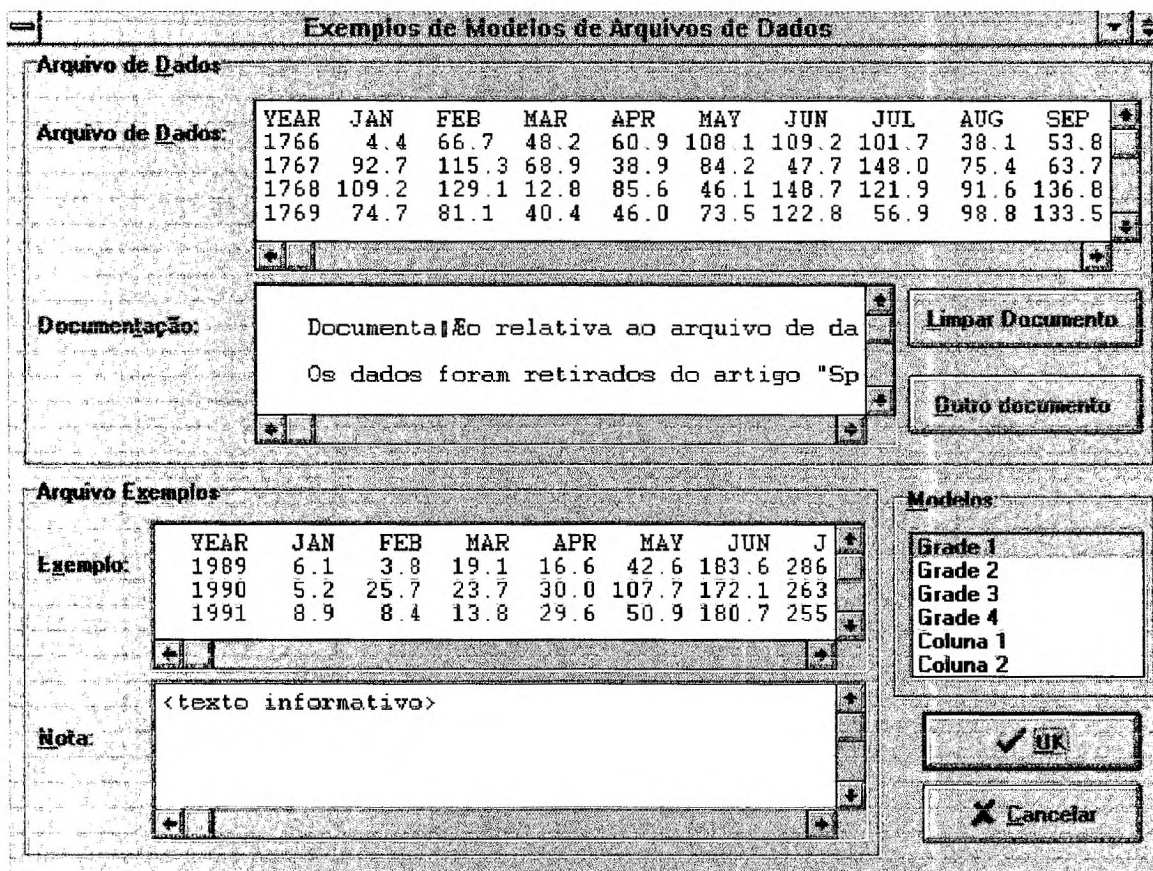 Exemplos de Modelos de Arquivos de Dados
Arquivo de Dados
Arquivo de Dados:
YEAR JAN FEB MAR APR MAY JUN JUL AUG SEP
1766 4.4 66.7 48.2 60.9 108.1 109.2 101.7 38.1 53.8
1767 92.7 115.3 68.9 38.9 84.2 47.7 148.0 75.4 63.7
1768 109.2 129.1 12.8 85.6 46.1 148.7 121.9 91.6 136.8
1769 74.7 81.1 40.4 46.0 73.5 122.8 56.9 98.8 133.5
Documentação:
Documenta‖Æo relativa ao arquivo de da
Os dados foram retirados do artigo "Sp
Limpar Documento
Outro documento
Arquivo Exemplos
Exemplo:
YEAR JAN FEB MAR APR MAY JUN J
1989 6.1 3.8 19.1 16.6 42.6 183.6 286
1990 5.2 25.7 23.7 30.0 107.7 172.1 263
1991 8.9 8.4 13.8 29.6 50.9 180.7 255
Nota:
<texto informativo>
Modelos:
Grade 1
Grade 2
Grade 3
Grade 4
Coluna 1
Coluna 2
OK
Cancelar